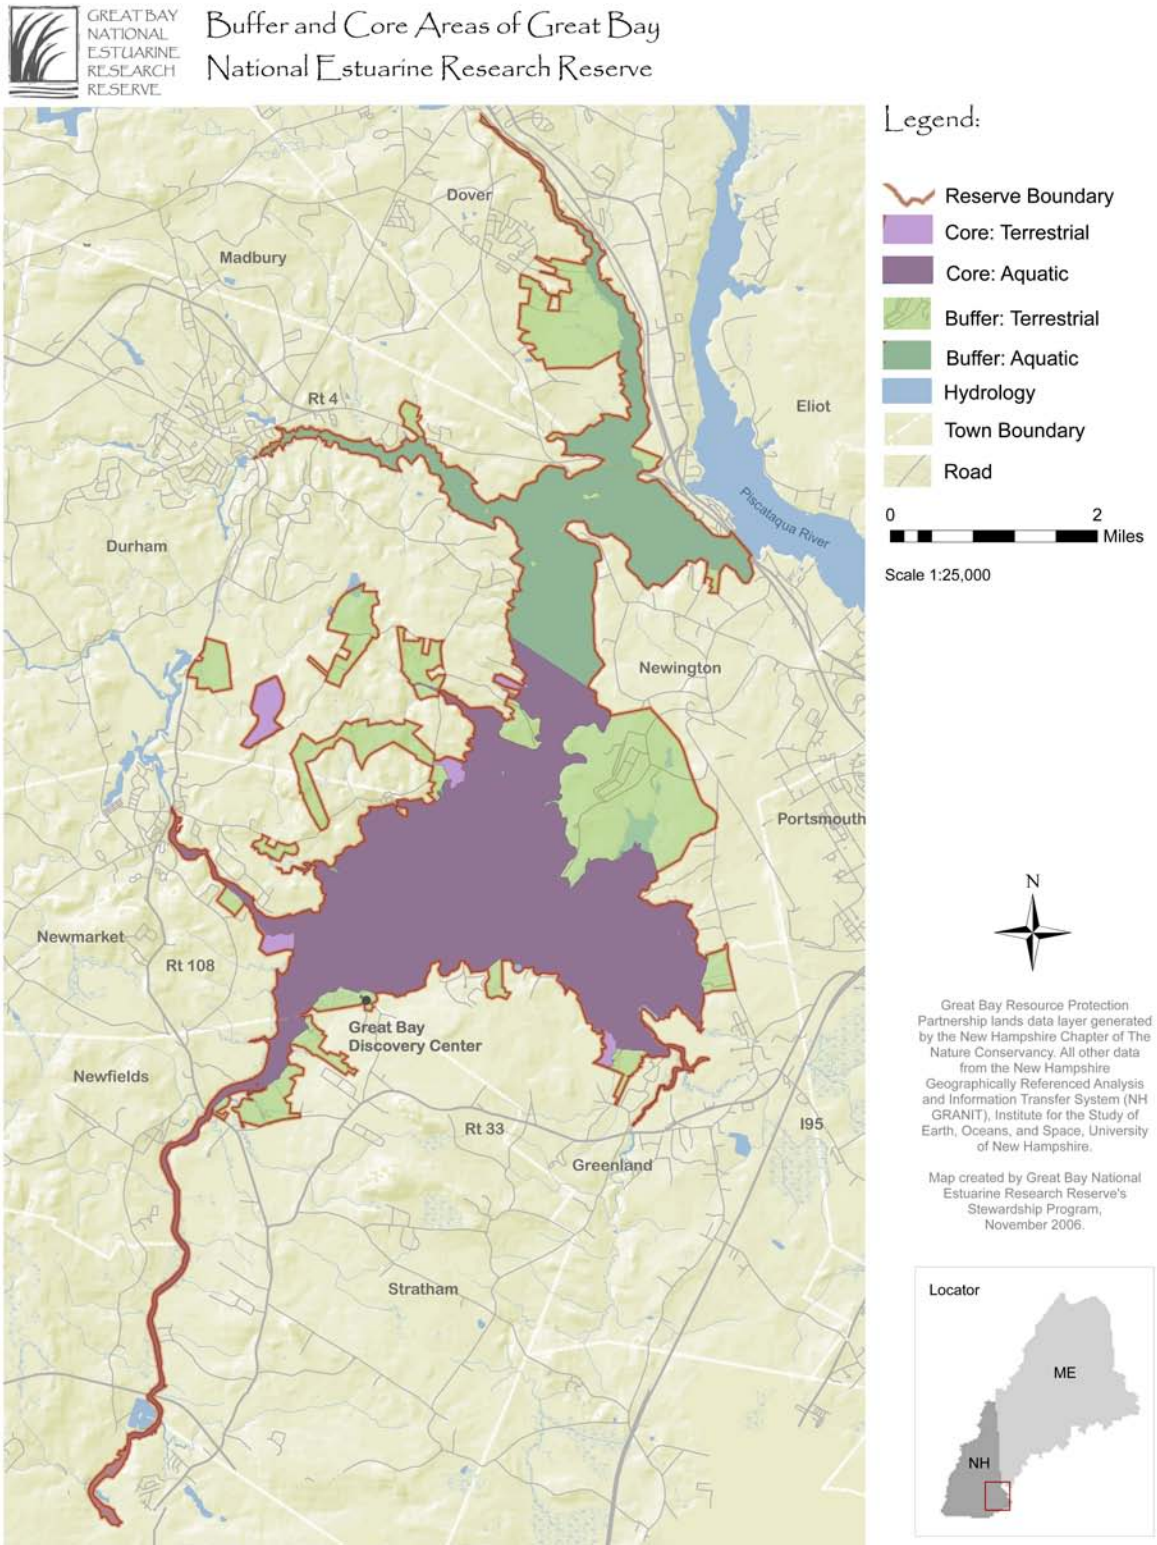 GREAT BAY
NATIONAL
ESTUARINE
RESEARCH
RESERVE
Buffer and Core Areas of Great Bay
National Estuarine Research Reserve
Legend:
Reserve Boundary
Core: Terrestrial
Core: Aquatic
Buffer: Terrestrial
Buffer: Aquatic
Hydrology
Town Boundary
Road
0 2
Miles
Scale 1:25,000
Dover
Madbury
Rt 4
Eliot
Piscataqua River
Durham
Newington
Portsmouth
Newmarket
Rt 108
Great Bay
Discovery Center
Newfields
Rt 33
I95
Greenland
Stratham
N
Great Bay Resource Protection
Partnership lands data layer generated
by the New Hampshire Chapter of The
Nature Conservancy. All other data
from the New Hampshire
Geographically Referenced Analysis
and Information Transfer System (NH
GRANIT), Institute for the Study of
Earth, Oceans, and Space, University
of New Hampshire.
Map created by Great Bay National
Estuarine Research Reserve's
Stewardship Program,
November 2006.
Locator
ME
NH